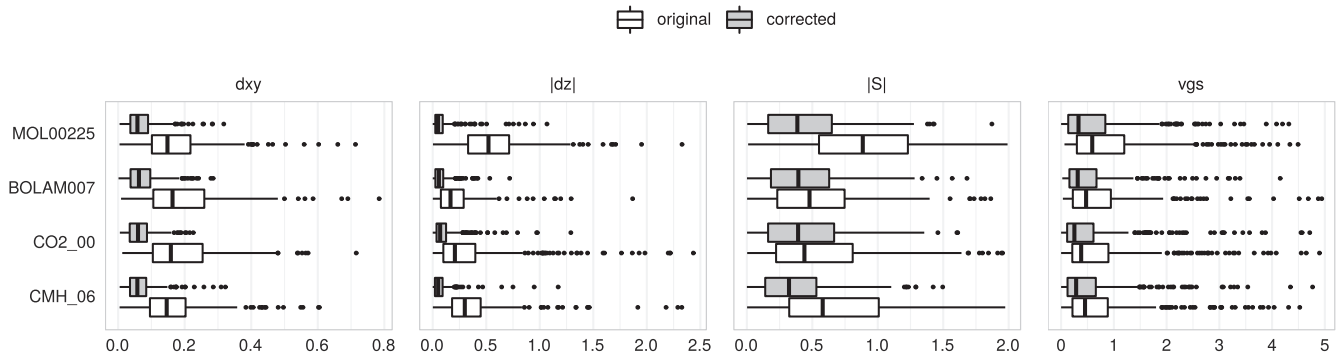 original corrected
dxy |dz| |S| vgs
MOL00225
BOLAM007
CO2_00
CMH_06
0.0 0.2 0.4 0.6 0.8 0.0 0.5 1.0 1.5 2.0 2.5 0.0 0.5 1.0 1.5 2.0 0 1 2 3 4 5